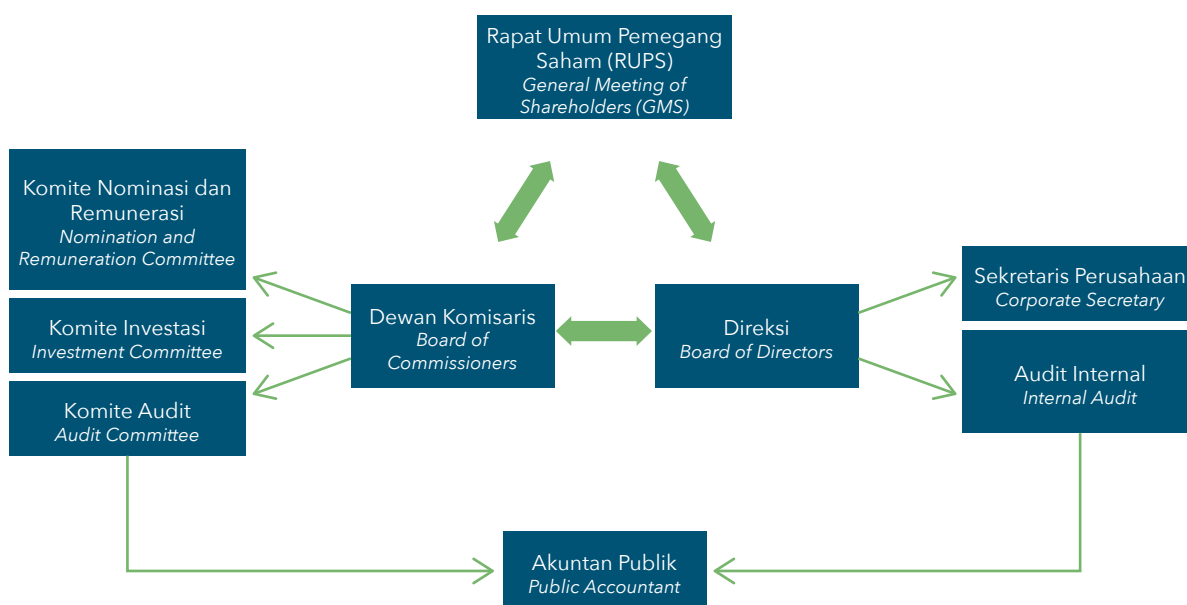 Rapat Umum Pemegang
Saham (RUPS)
General Meeting of
Shareholders (GMS)
Komite Nominasi dan
Remunerasi
Nomination and
Remuneration Committee
Komite Investasi
Investment Committee
Komite Audit
Audit Committee
Dewan Komisaris
Board of
Commissioners
Direksi
Board of Directors
Sekretaris Perusahaan
Corporate Secretary
Audit Internal
Internal Audit
Akuntan Publik
Public Accountant